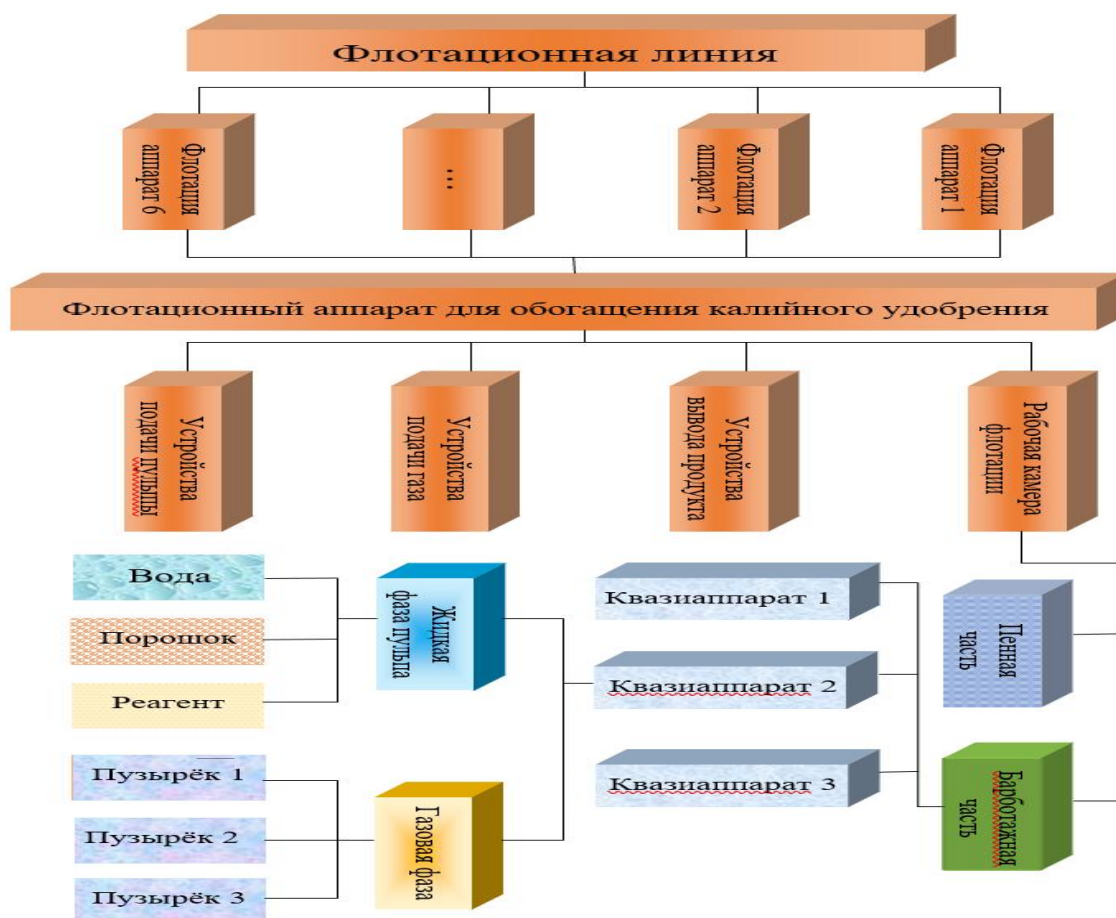 Флотационная линия
Флотация
аппарат 6
...
Флотация
аппарат 2
Флотация
аппарат 1
Флотационный аппарат для обогащения калийного удобрения
Устройства
подачи пулыпы
Устройства
подачи газа
Устройства
вывода продукта
Рабочая камера
флотации
Вода
Порошок
Реагент
Жидкая
фаза пулыпа
Квазиаппарат 1
Квазиаппарат 2
Квазиаппарат 3
Пенная
часть
Пузырёк 1
Пузырёк 2
Пузырёк 3
Газовая фаза
Барботажная
часть